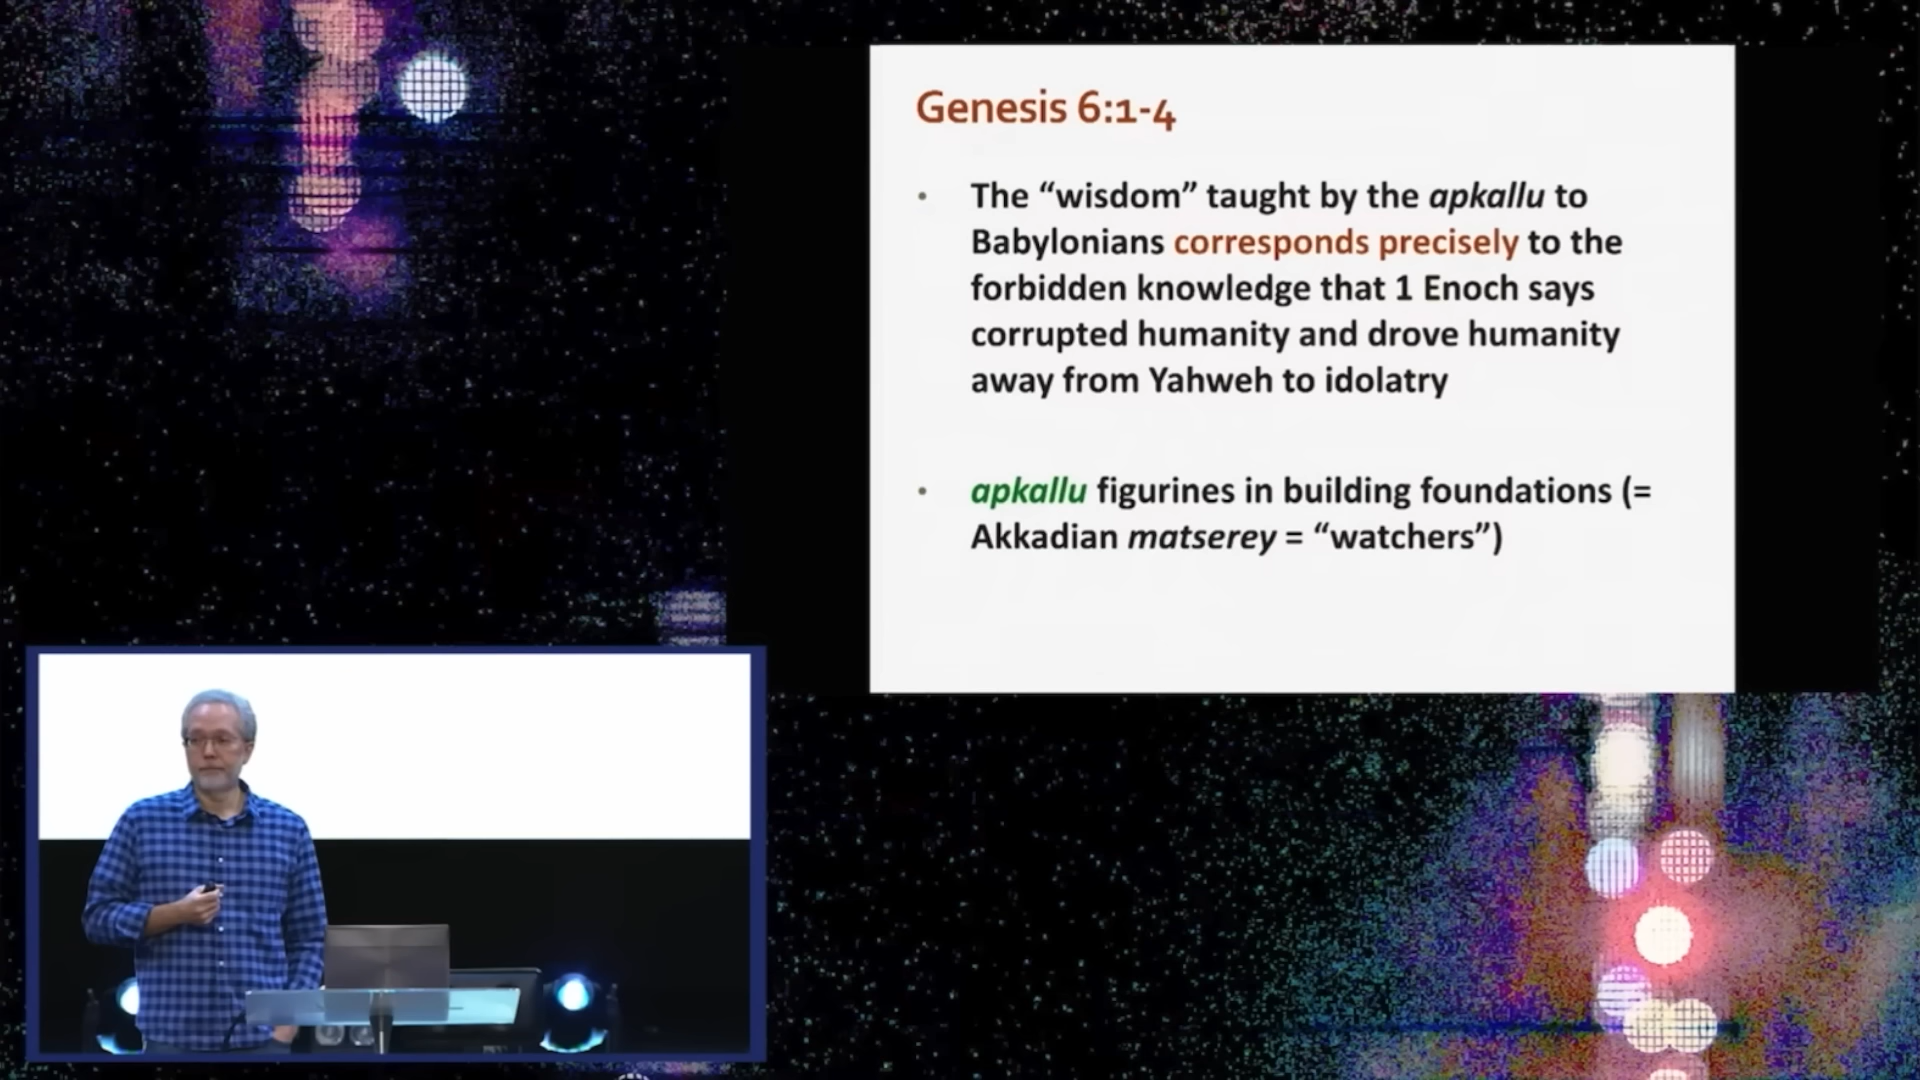 Genesis 6:1-4
• The “wisdom” taught by the apkallu to
Babylonians corresponds precisely to the
forbidden knowledge that 1 Enoch says
corrupted humanity and drove humanity
away from Yahweh to idolatry
• apkallu figurines in building foundations (=
Akkadian matserey = “watchers”)